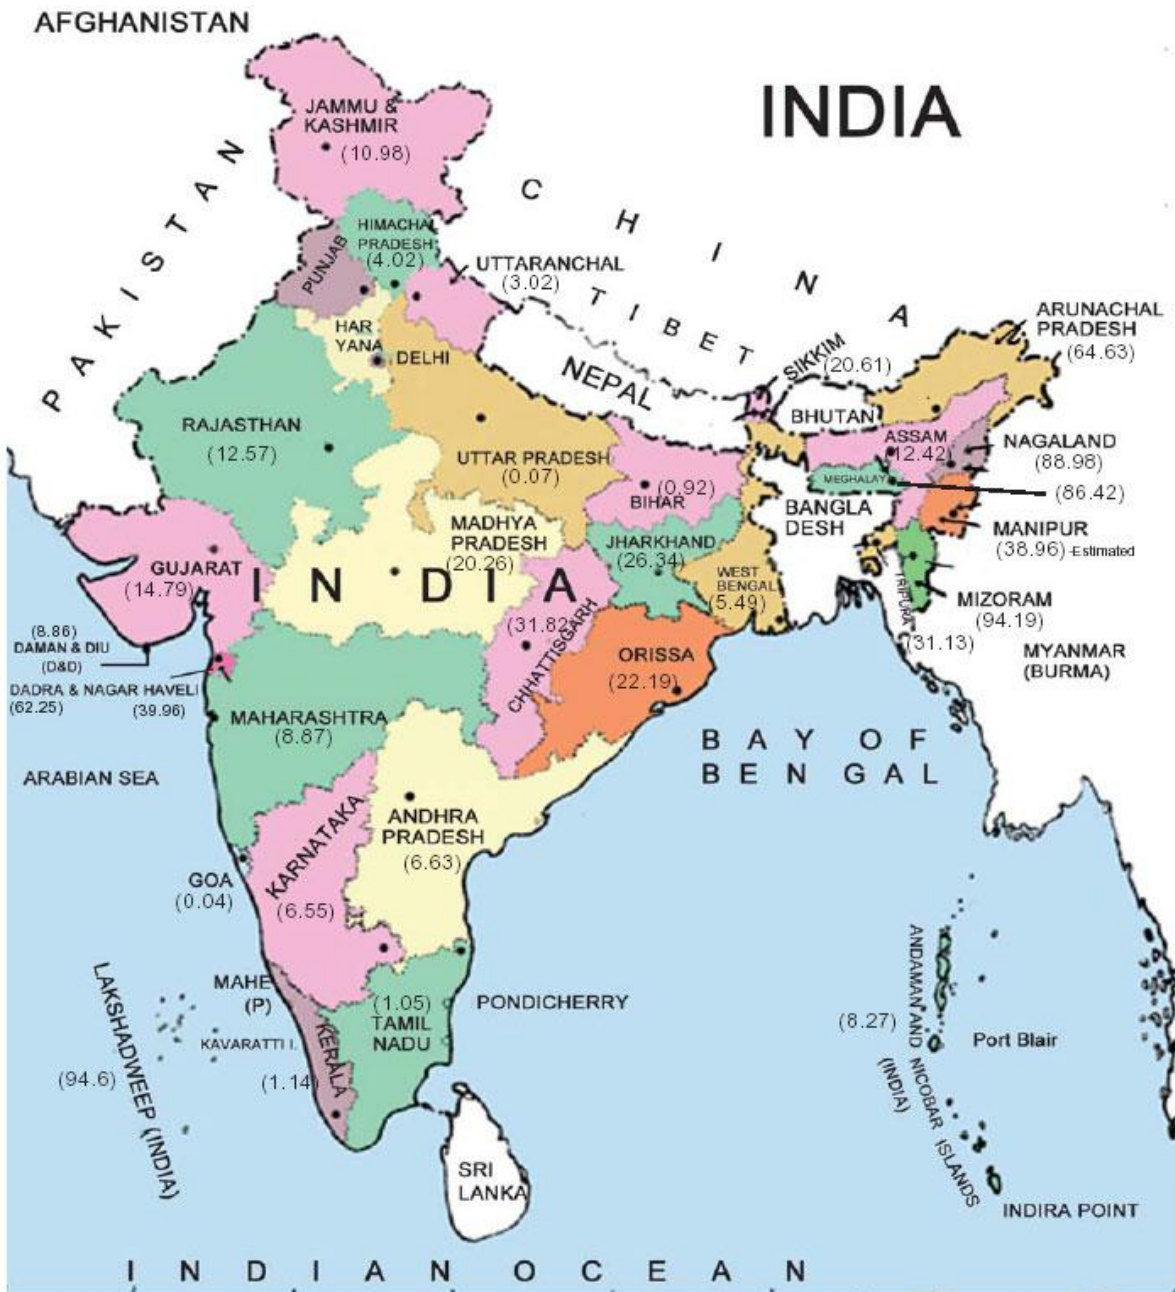 AFGHANISTAN
INDIA
JAMMU &
KASHMIR
(10.98)
PAKISTAN
CHINA
TIBET
HIMACHAL
PRADESH
(4.02)
PUNJAB
UTTARANCHAL
(3.02)
HAR
YANA
DELHI
NEPAL
SIKKIM
(20.61)
BHUTAN
ARUNACHAL
PRADESH
(64.63)
RAJASTHAN
(12.57)
UTTAR PRADESH
(0.07)
(0.92)
BIHAR
ASSAM
(12.42)
NAGALAND
(88.98)
MEGHALAY
(86.42)
BANGLA
DESH
MANIPUR
(38.96) -Estimated
MADHYA
PRADESH
(20.26)
JHARKHAND
(26.34)
WEST
BENGAL
(5.49)
TRIPURA
(31.13)
MIZORAM
(94.19)
MYANMAR
(BURMA)
GUJARAT
(14.79)
INDIA
(31.82)
CHHATTISGARH
ORISSA
(22.19)
(8.86)
DAMAN & DIU
(D&D)
DADRA & NAGAR HAVELI
(62.25)
(39.96)
MAHARASHTRA
(8.87)
BAY OF
BENGAL
ARABIAN SEA
ANDHRA
PRADESH
(6.63)
KARNATAKA
(6.55)
GOA
(0.04)
MAHE
(P)
(1.05)
TAMIL
NADU
PONDICHERRY
LAKSHADWEEP (INDIA)
(94.6)
KAVARATTI I.
KERALA
(1.14)
ANDAMAN AND NICOBAR ISLANDS
(INDIA)
(8.27)
Port Blair
SRI
LANKA
INDIRA POINT
INDIAN OCEAN